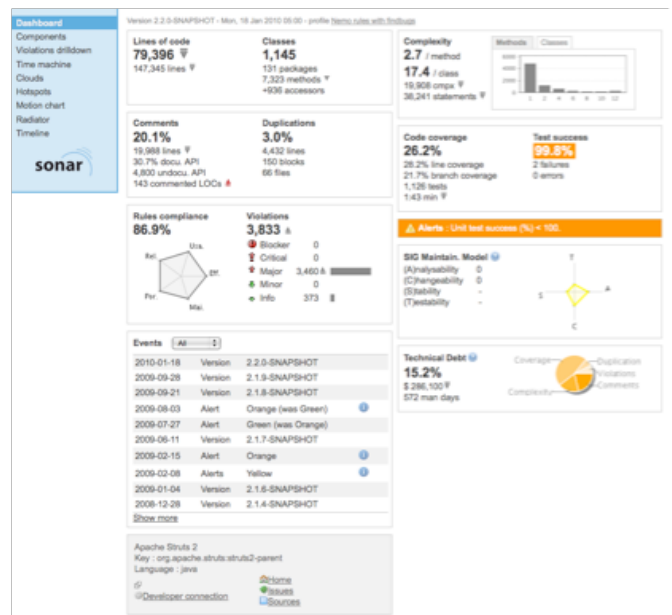 Dashboard
Components
Violations drilldown
Time machine
Clouds
Hotspots
Motion chart
Radiator
Timeline
sonar
Version 2.2.0-SNAPSHOT - Mon, 18 Jan 2010 05:00 - profile Nemo rules with findbugs
Lines of code
79,396
147,345 lines
Classes
1,145
131 packages
7,323 methods
+936 accessors
Comments
20.1%
19,988 lines
30.7% docu. API
4,800 undocu. API
143 commented LOCs
Duplications
3.0%
4,432 lines
150 blocks
66 files
Rules compliance
86.9%
Usa.
Eff.
Mai.
Por.
Rel.
Violations
3,833
Blocker 0
Critical 0
Major 3,460
Minor 0
Info 373
Events All
2010-01-18 Version 2.2.0-SNAPSHOT
2009-09-28 Version 2.1.9-SNAPSHOT
2009-09-21 Version 2.1.8-SNAPSHOT
2009-08-03 Alert Orange (was Green)
2009-07-27 Alert Green (was Orange)
2009-06-11 Version 2.1.7-SNAPSHOT
2009-02-15 Alert Orange
2009-02-08 Alerts Yellow
2009-01-04 Version 2.1.6-SNAPSHOT
2008-12-28 Version 2.1.4-SNAPSHOT
Show more
Apache Struts 2
Key : org.apache.struts:struts2-parent
Language : java
Developer connection
Home
Issues
Sources
Complexity
2.7 / method
17.4 / class
19,908 cmpx
38,241 statements
Methods Classes
6000
4000
2000
0
1 2 4 6 8 10 12
Code coverage
26.2%
28.2% line coverage
21.7% branch coverage
1,126 tests
1:43 min
Test success
99.8%
2 failures
0 errors
Alerts : Unit test success (%) < 100.
SIG Maintain. Model
(A)nalysability 0
(C)hangeability 0
(S)tability -
(T)estability -
T
A
C
S
Technical Debt
15.2%
$ 286,100
572 man days
Coverage
Complexity
Duplication
Violations
Comments